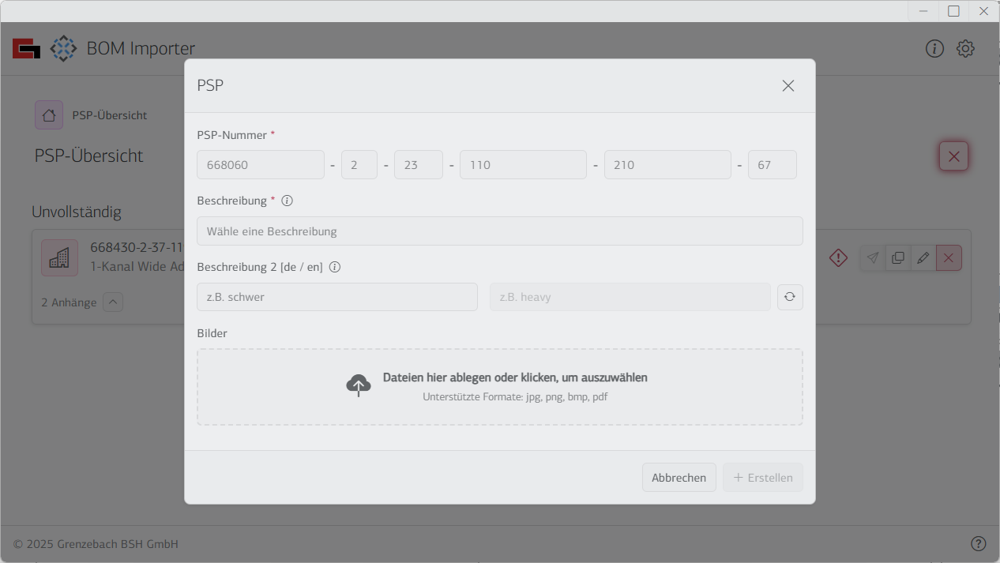 BOM Importer
PSP-Übersicht
PSP-Übersicht
Unvollständig
668430-2-37-11
1-Kanal Wide Ad
2 Anhänge
PSP
PSP-Nummer *
668060 - 2 - 23 - 110 - 210 - 67
Beschreibung *
Wähle eine Beschreibung
Beschreibung 2 [de / en]
z.B. schwer z.B. heavy
Bilder
Dateien hier ablegen oder klicken, um auszuwählen
Unterstützte Formate: jpg, png, bmp, pdf
Abbrechen + Erstellen
© 2025 Grenzebach BSH GmbH